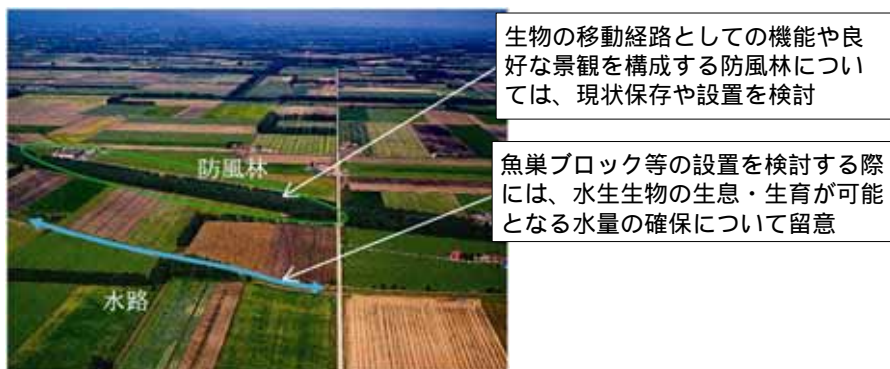 生物の移動経路としての機能や良
好な景観を構成する防風林につい
ては、現状保存や設置を検討
防風林
魚巣ブロック等の設置を検討する際
には、水生生物の生息・生育が可能
となる水量の確保について留意
水路